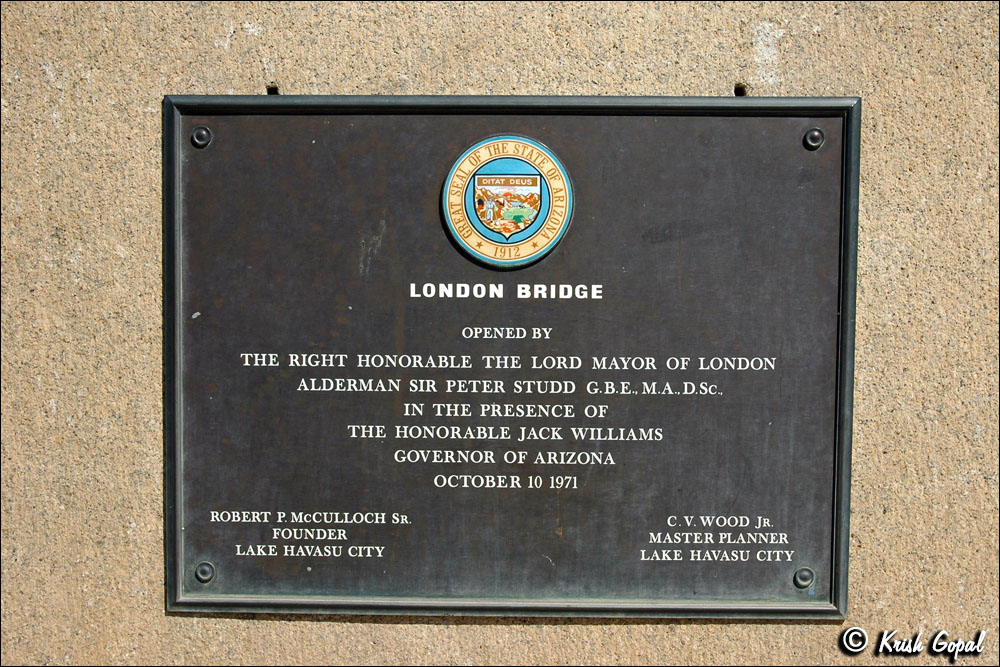 GREAT SEAL OF THE STATE OF ARIZONA
DITAT DEUS
1912
LONDON BRIDGE
OPENED BY
THE RIGHT HONORABLE THE LORD MAYOR OF LONDON
ALDERMAN SIR PETER STUDD G.B.E., M.A., D.Sc.,
IN THE PRESENCE OF
THE HONORABLE JACK WILLIAMS
GOVERNOR OF ARIZONA
OCTOBER 10 1971
ROBERT P. McCULLOCH Sr.
FOUNDER
LAKE HAVASU CITY
C.V. WOOD Jr.
MASTER PLANNER
LAKE HAVASU CITY
© Krish Gopal